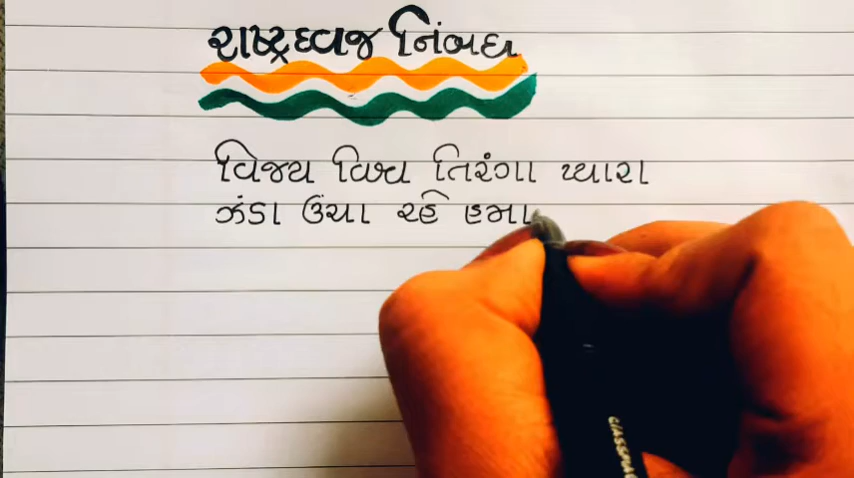 રાષ્ટ્રધ્વજ નિબંધ
વિજય વિશ્વ તિરંગા પ્યારા
ઝંડા ઉંચા રહે હમા